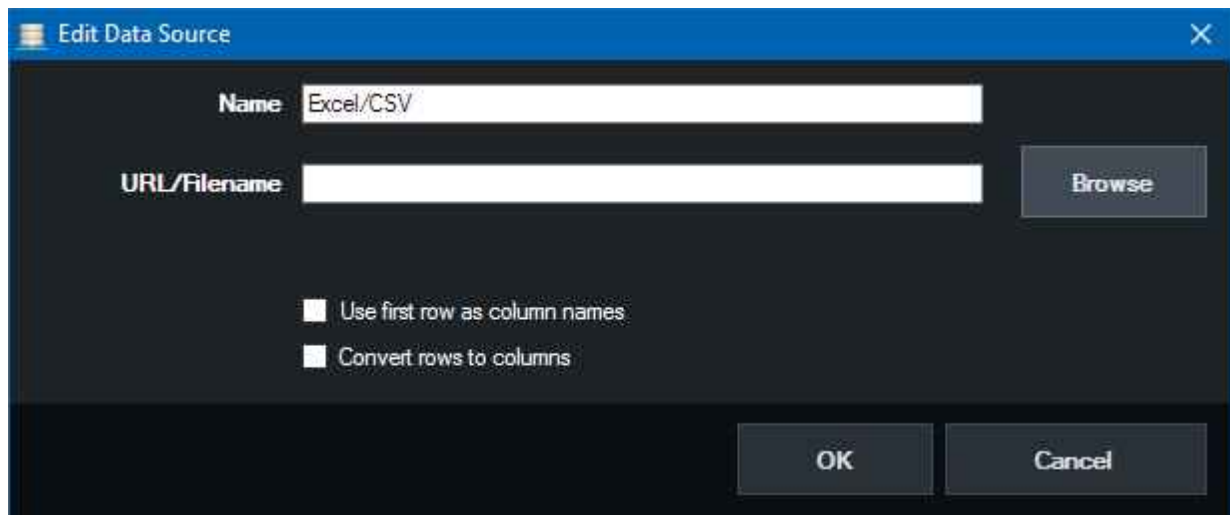 Edit Data Source
Name Excel/CSV
URL/Filename Browse
Use first row as column names
Convert rows to columns
OK Cancel